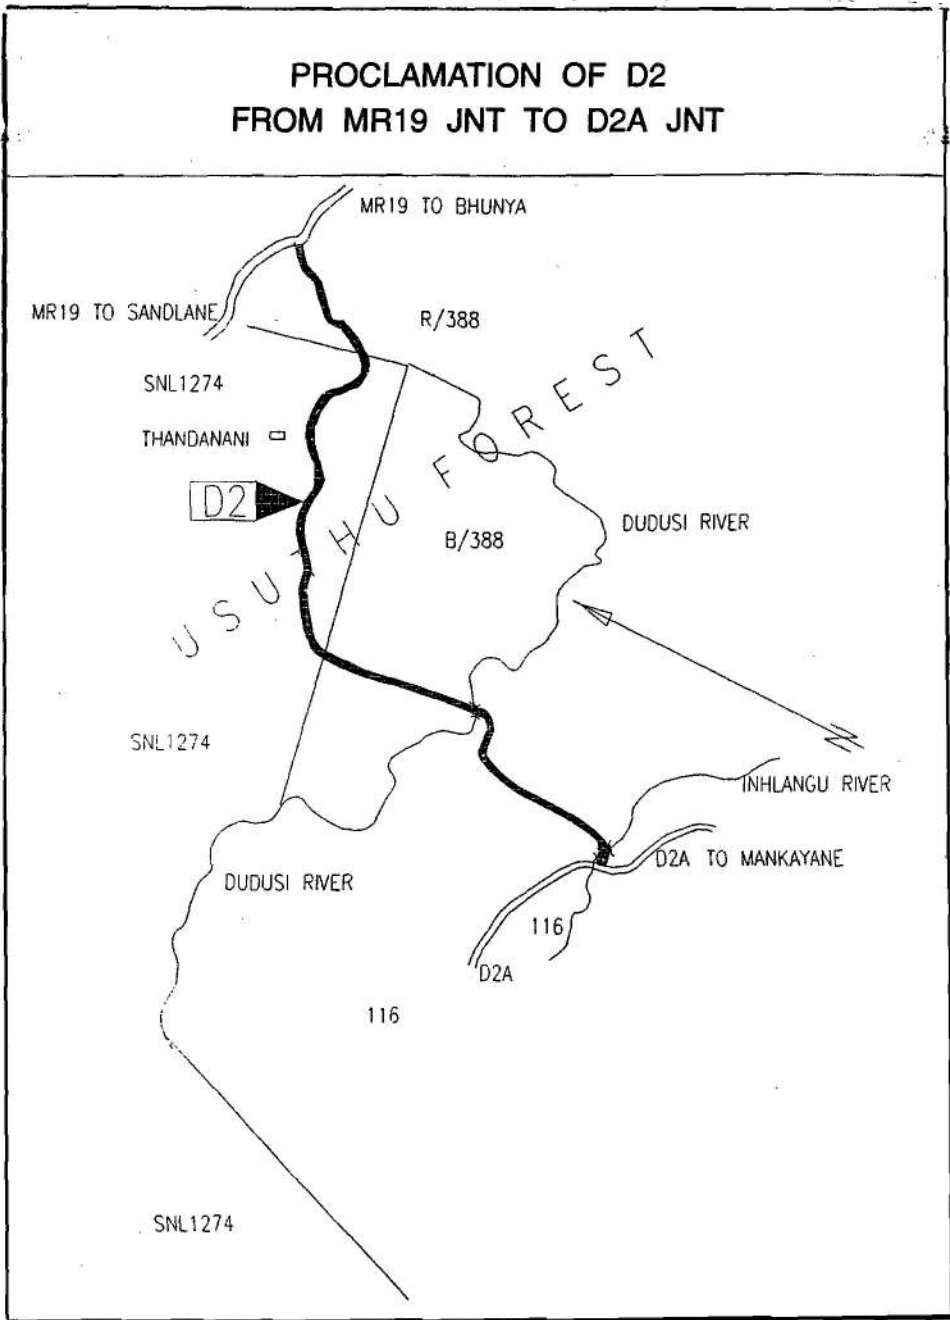 PROCLAMATION OF D2
FROM MR19 JNT TO D2A JNT
MR19 TO BHUNYA
MR19 TO SANDLANE
R/388
SNL1274
THANDANANI
USUTHU FOREST
D2
B/388
DUDUSI RIVER
SNL1274
N
INHLANGU RIVER
D2A TO MANKAYANE
DUDUSI RIVER
116
D2A
116
SNL1274